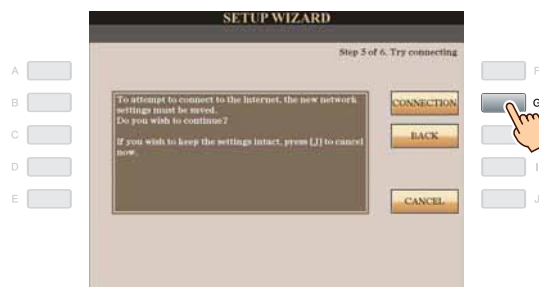 SETUP WIZARD
Step 5 of 6. Try connecting
A
F
To attempt to connect to the Internet, the new network
CONNECTION
B
G
settings must be saved.
Do you wish to continue?
BACK
C
If you wish to keep the settings intact, press [J] to cancel
now.
D
I
E
CANCEL
J